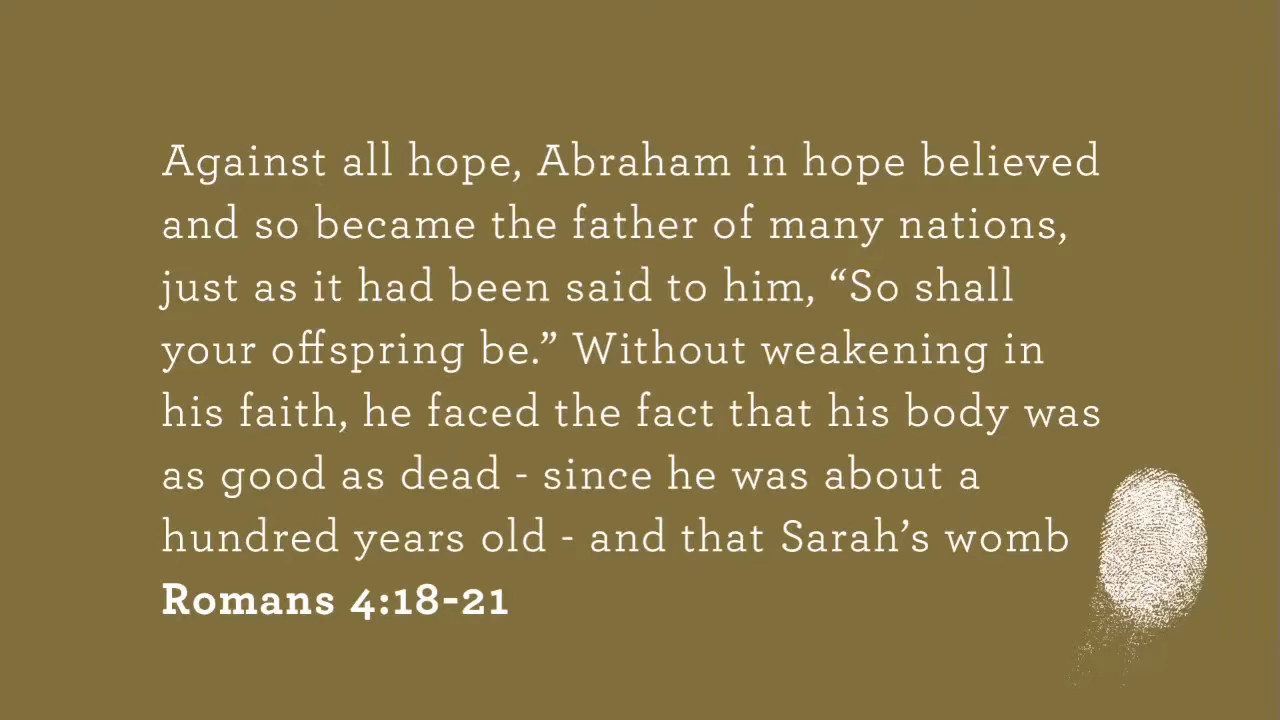 Against all hope, Abraham in hope believed
and so became the father of many nations,
just as it had been said to him, “So shall
your offspring be.” Without weakening in
his faith, he faced the fact that his body was
as good as dead - since he was about a
hundred years old - and that Sarah’s womb
Romans 4:18-21